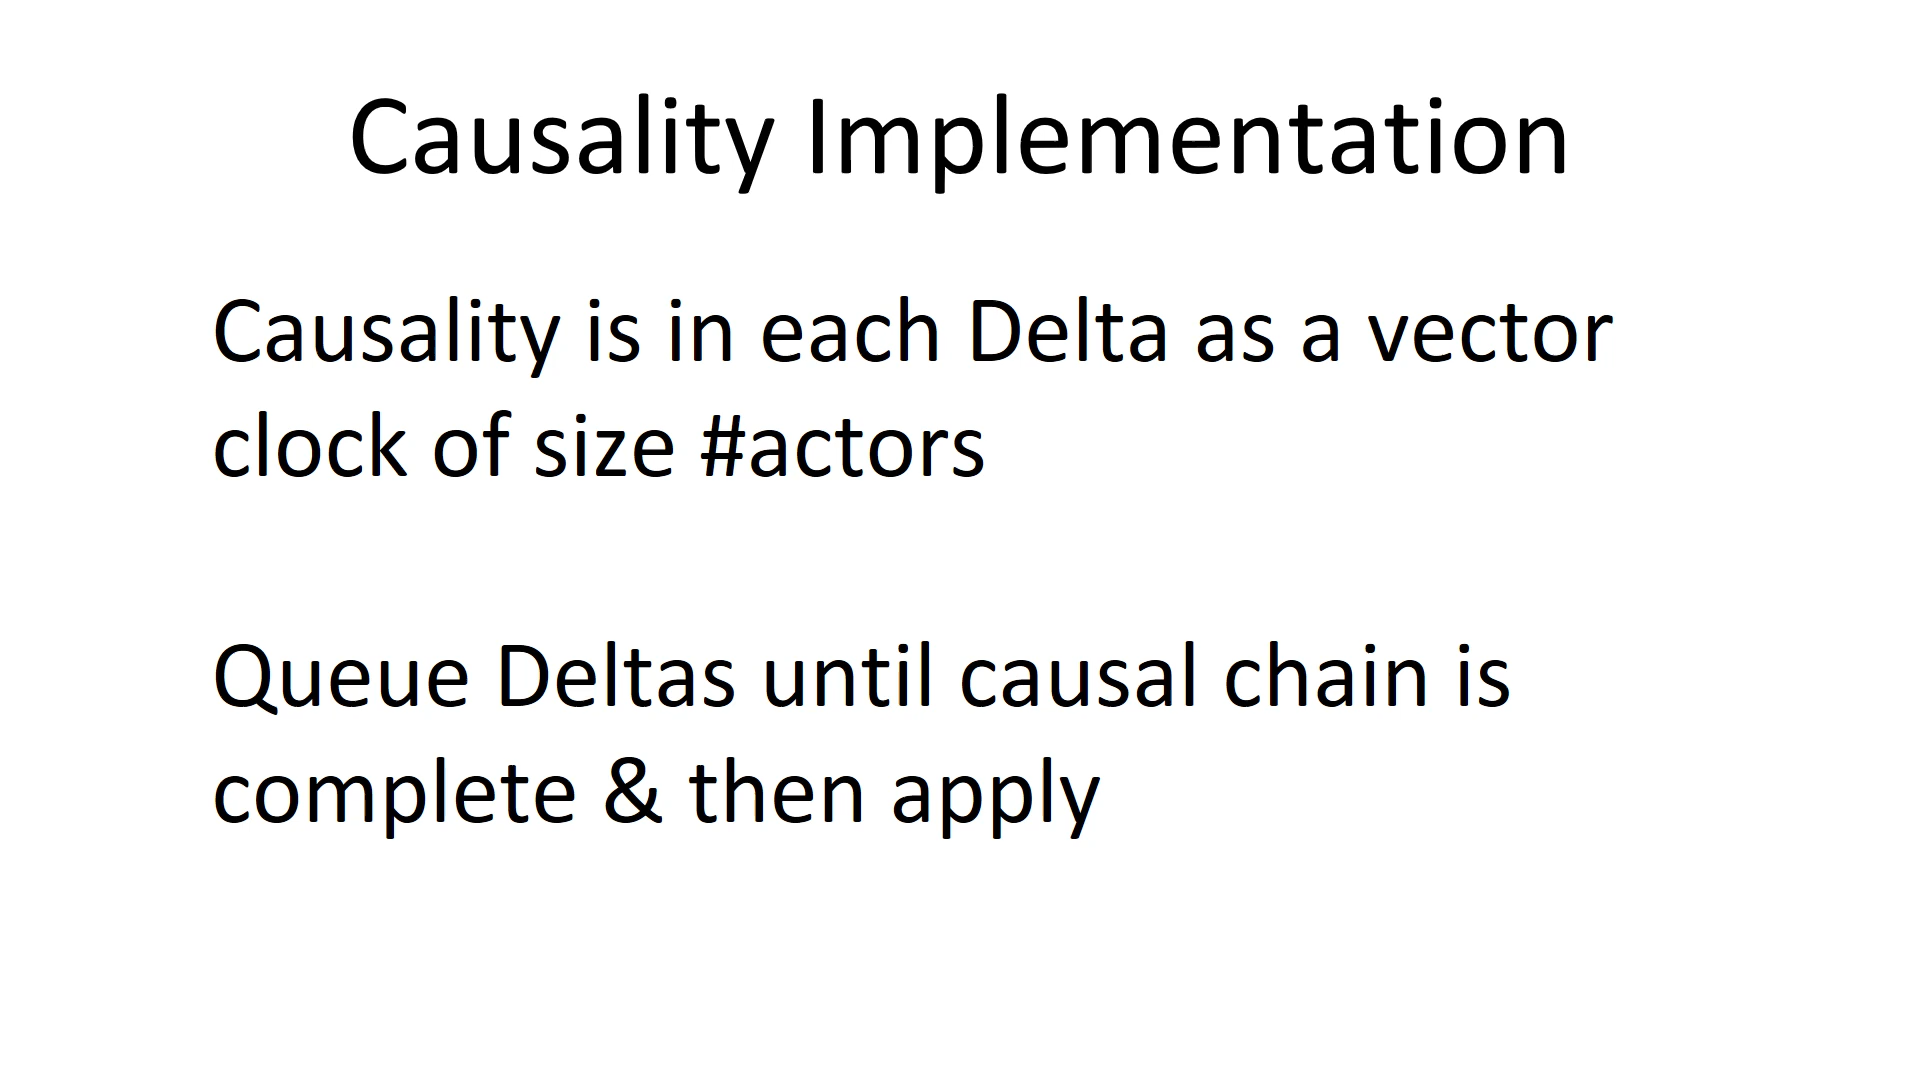 Causality Implementation
Causality is in each Delta as a vector
clock of size #actors
Queue Deltas until causal chain is
complete & then apply